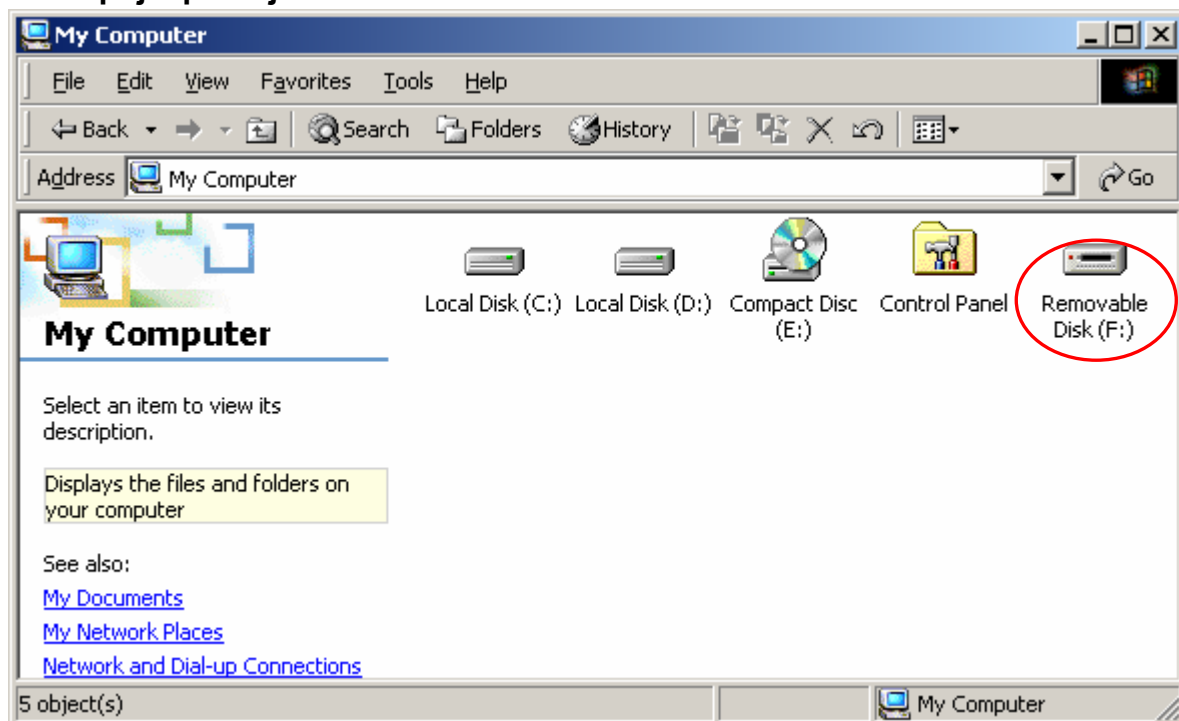 My Computer
File Edit View Favorites Tools Help
Back Search Folders History
Address My Computer Go
Local Disk (C:) Local Disk (D:) Compact Disc (E:) Control Panel Removable Disk (F:)
My Computer
Select an item to view its
description.
Displays the files and folders on
your computer
See also:
My Documents
My Network Places
Network and Dial-up Connections
5 object(s) My Computer